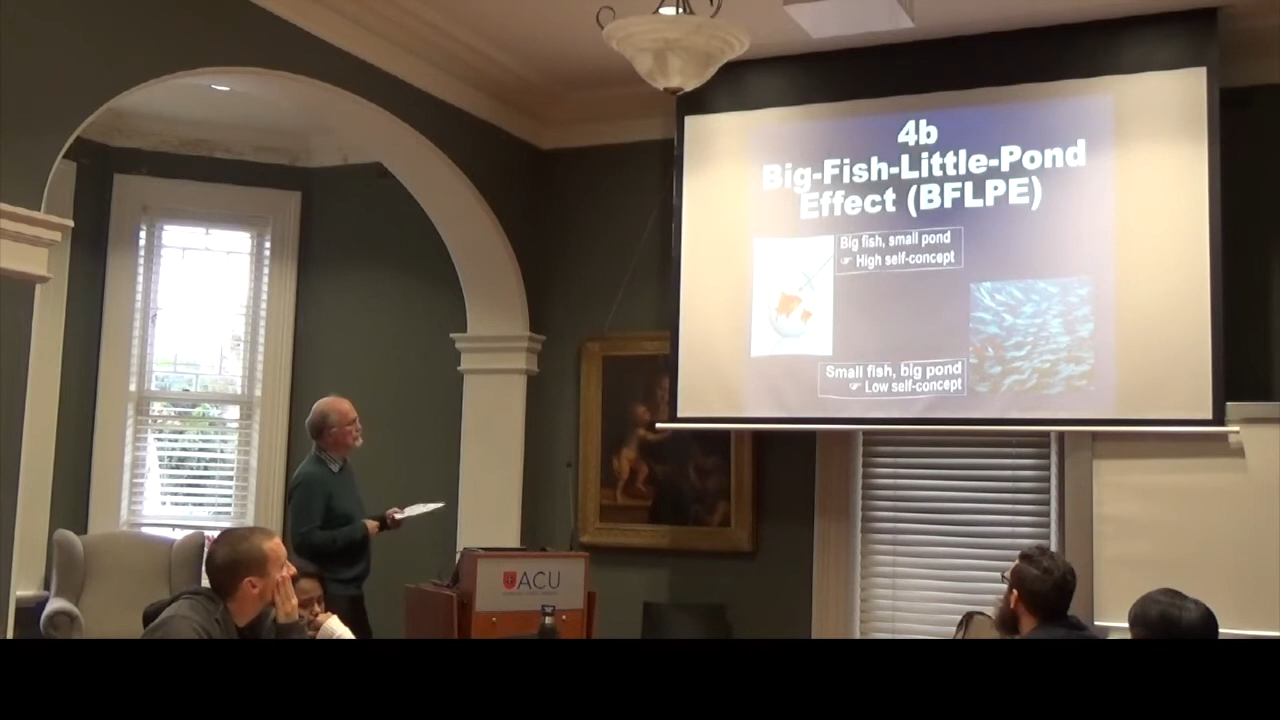 4b
Big-Fish-Little-Pond
Effect (BFLPE)
Big fish, small pond
☞ High self-concept
Small fish, big pond
☞ Low self-concept
ACU